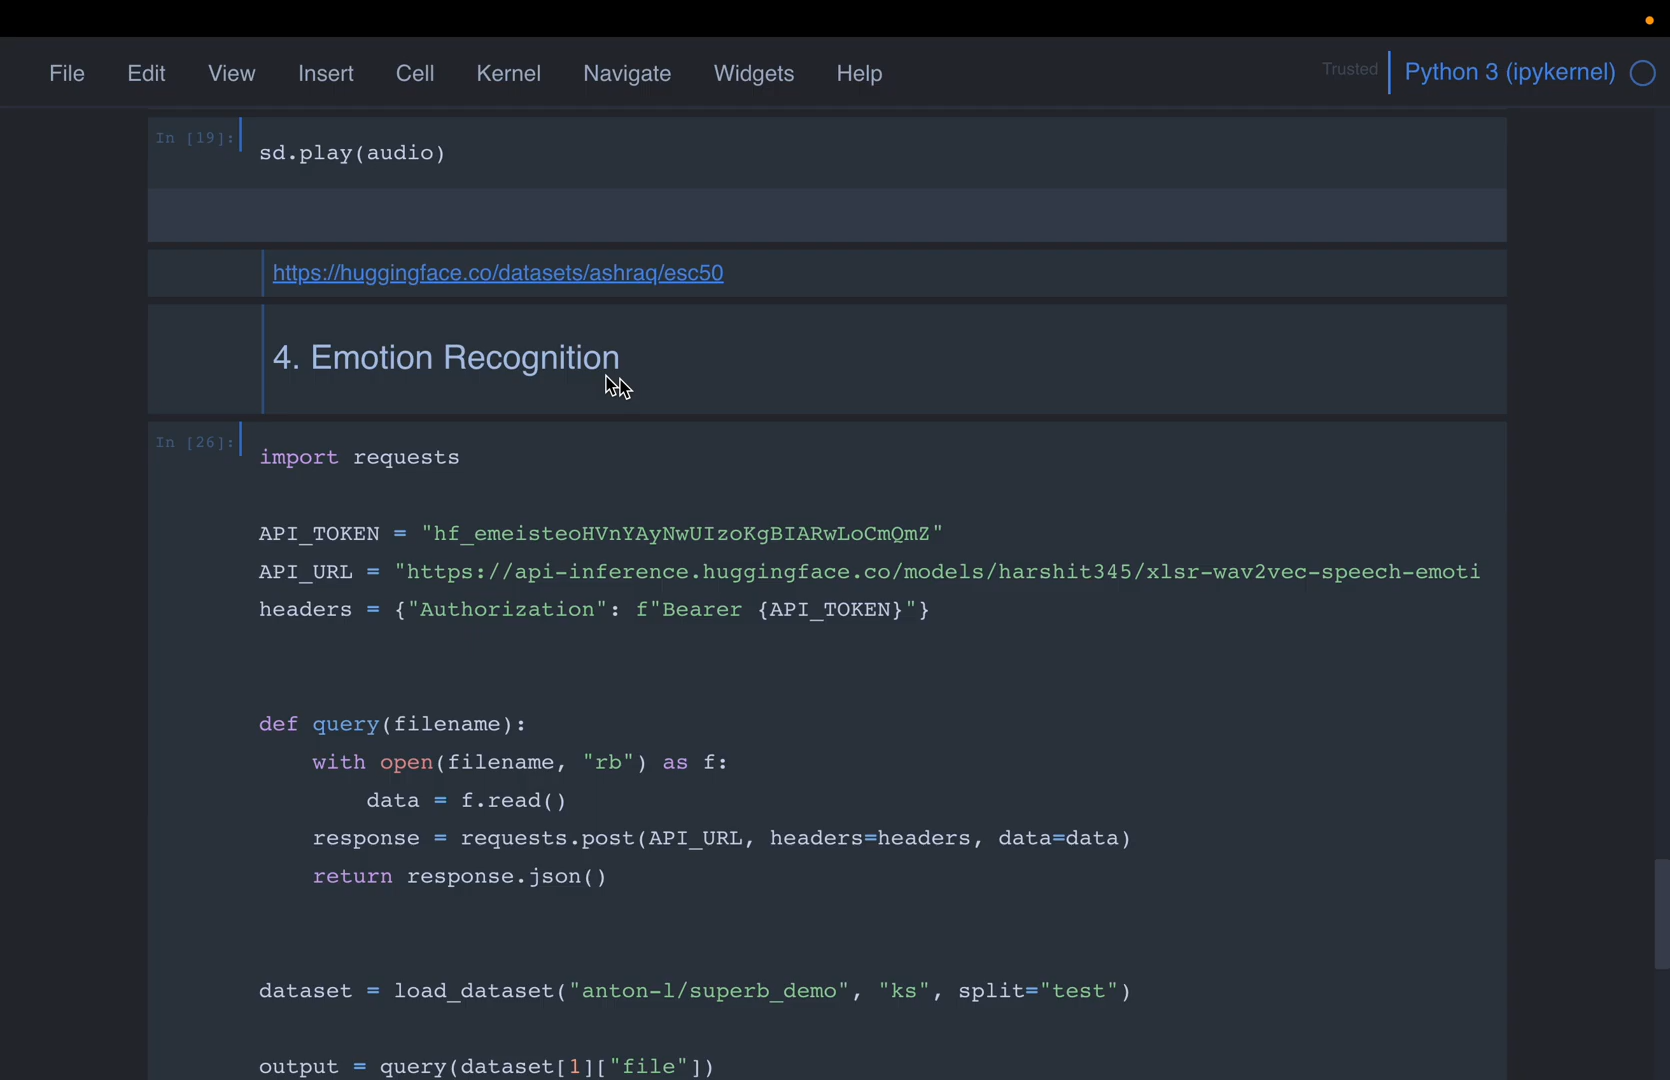 File Edit View Insert Cell Kernel Navigate Widgets Help Trusted Python 3 (ipykernel)
In [19]:
sd.play(audio)
https://huggingface.co/datasets/ashraq/esc50
4. Emotion Recognition
In [26]:
import requests
API_TOKEN = "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"
API_URL = "https://api-inference.huggingface.co/models/harshit345/xlsr-wav2vec-speech-emoti
headers = {"Authorization": f"Bearer {API_TOKEN}"}
def query(filename):
    with open(filename, "rb") as f:
        data = f.read()
    response = requests.post(API_URL, headers=headers, data=data)
    return response.json()
dataset = load_dataset("anton-l/superb_demo", "ks", split="test")
output = query(dataset[1]["file"])